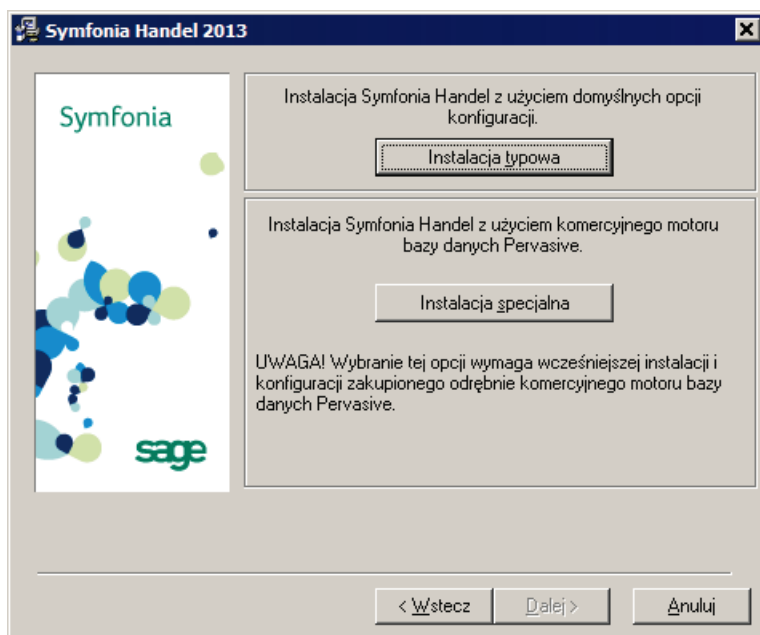 Symfonia Handel 2013
Symfonia
sage
Instalacja Symfonia Handel z użyciem domyślnych opcji
konfiguracji.
Instalacja typowa
Instalacja Symfonia Handel z użyciem komercyjnego motoru
bazy danych Pervasive.
Instalacja specjalna
UWAGA! Wybranie tej opcji wymaga wcześniejszej instalacji i
konfiguracji zakupionego odrębnie komercyjnego motoru bazy
danych Pervasive.
< Wstecz
Dalej >
Anuluj